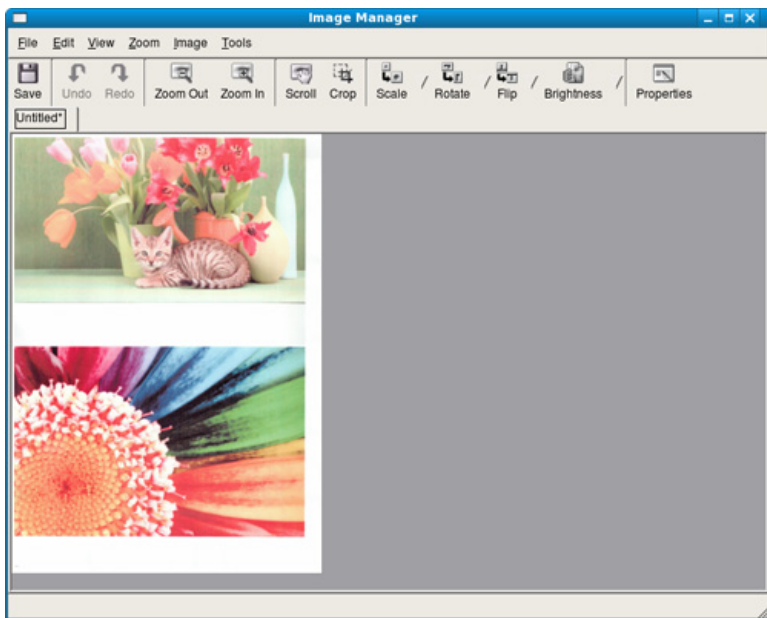 Image Manager
File Edit View Zoom Image Tools
Save Undo Redo Zoom Out Zoom In Scroll Crop Scale / Rotate / Flip / Brightness / Properties
Untitled*